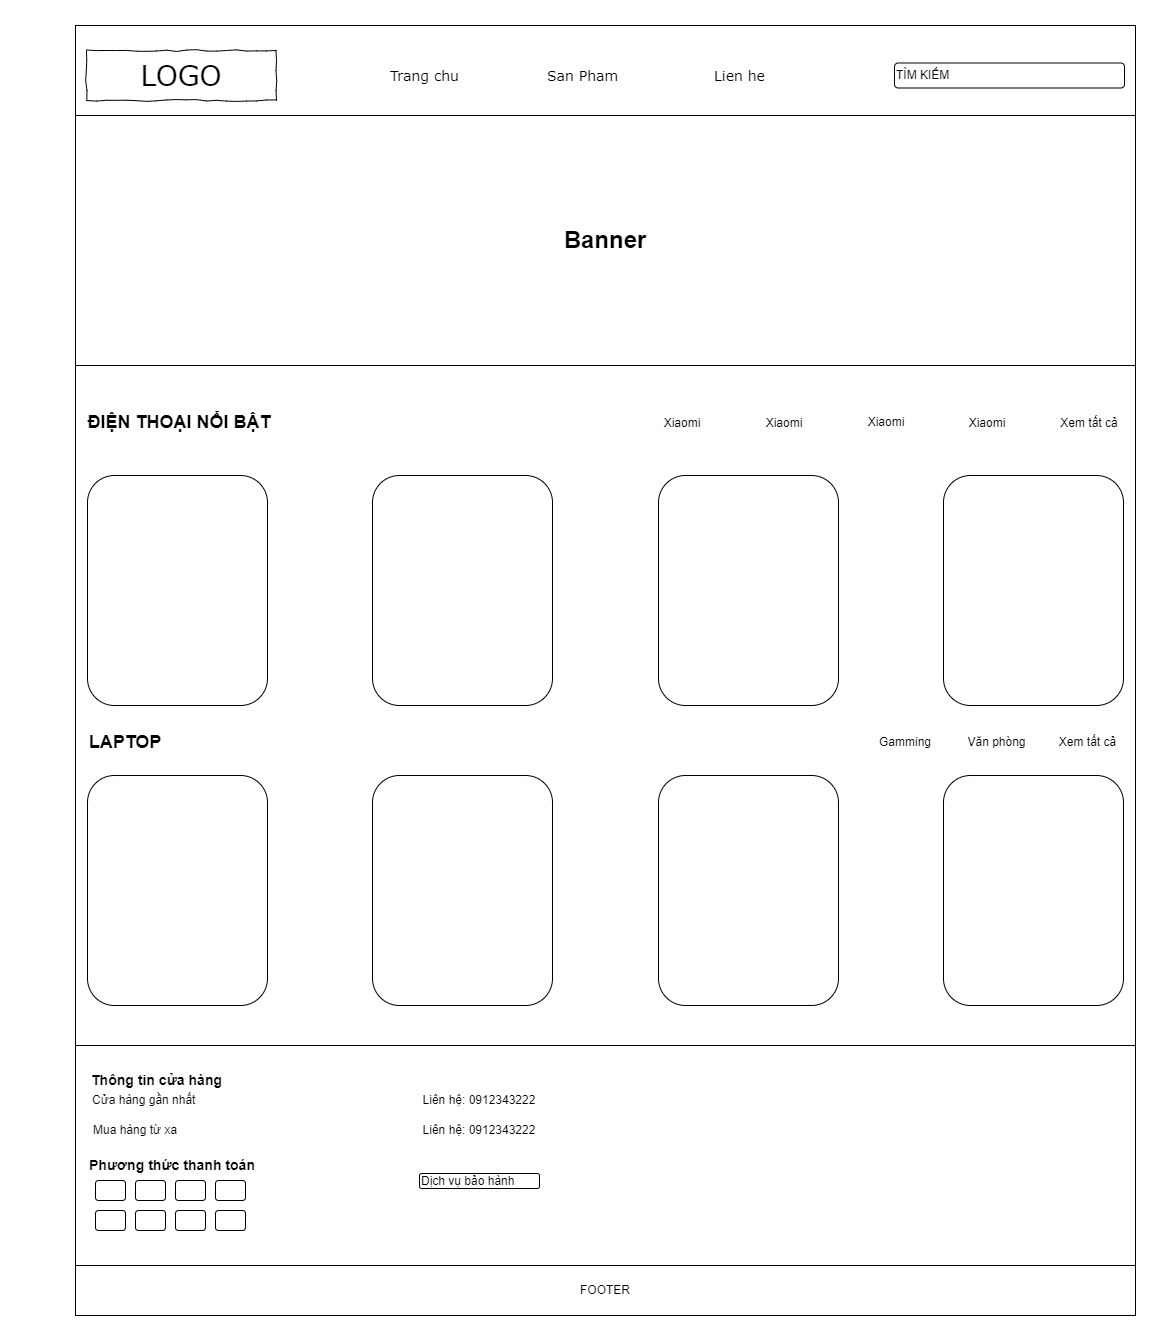 LOGO
Trang chu
San Pham
Lien he
TÌM KIẾM
Banner
ĐIỆN THOẠI NỔI BẬT
Xiaomi
Xiaomi
Xiaomi
Xiaomi
Xem tất cả
LAPTOP
Gamming
Văn phòng
Xem tất cả
Thông tin cửa hàng
Cửa hàng gần nhất
Liên hệ: 0912343222
Mua hàng từ xa
Liên hệ: 0912343222
Phương thức thanh toán
Dịch vụ bảo hành
FOOTER